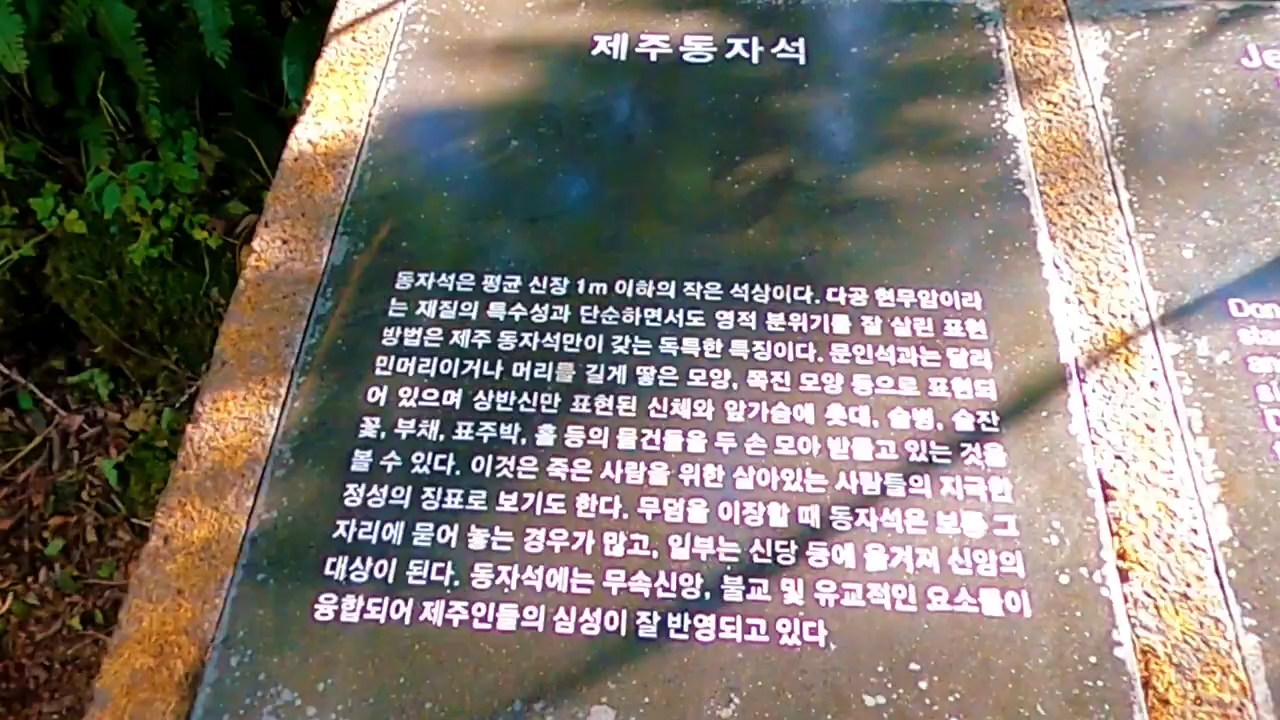 제주동자석
동자석은 평균 신장 1m 이하의 작은 석상이다. 다공 현무암이라
는 재질의 특수성과 단순하면서도 영적 분위기를 잘 살린 표현
방법은 제주 동자석만이 갖는 독특한 특징이다. 문인석과는 달리
민머리이거나 머리를 길게 땋은 모양, 쪽진 모양 등으로 표현되
어 있으며 상반신만 표현된 신체와 앞가슴에 촛대, 술병, 술잔
꽃, 부채, 표주박, 홀 등의 물건들을 두 손 모아 받들고 있는 것을
볼 수 있다. 이것은 죽은 사람을 위한 살아있는 사람들의 지극한
정성의 징표로 보기도 한다. 무덤을 이장할 때 동자석은 보통 그
자리에 묻어 놓는 경우가 많고, 일부는 신당 등에 옮겨져 신앙의
대상이 된다. 동자석에는 무속신앙, 불교 및 유교적인 요소들이
융합되어 제주인들의 심성이 잘 반영되고 있다.